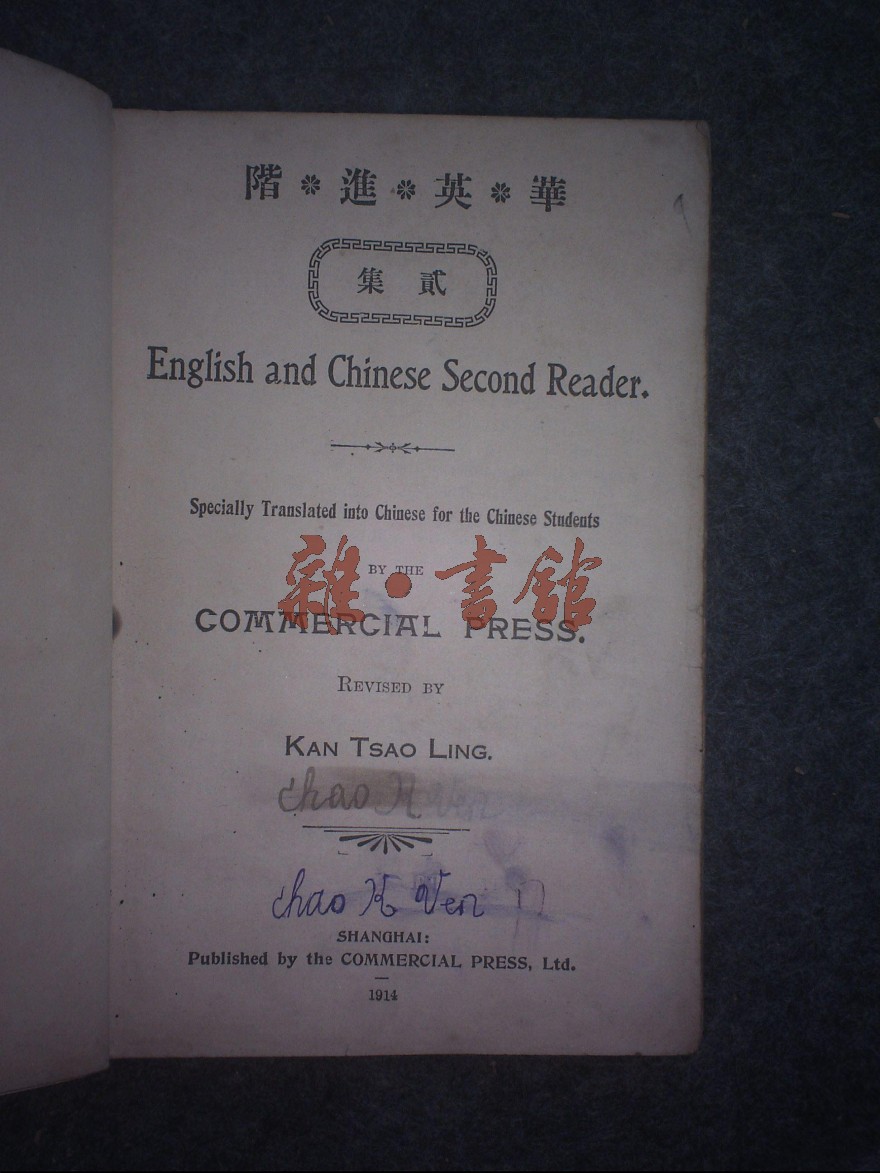 華英進階
貳集
English and Chinese Second Reader.
Specially Translated into Chinese for the Chinese Students
BY THE
雜·書館
COMMERCIAL PRESS.
REVISED BY
KAN TSAO LING.
Chao K Ven
Chao K Ven
SHANGHAI:
Published by the COMMERCIAL PRESS, Ltd.
1914